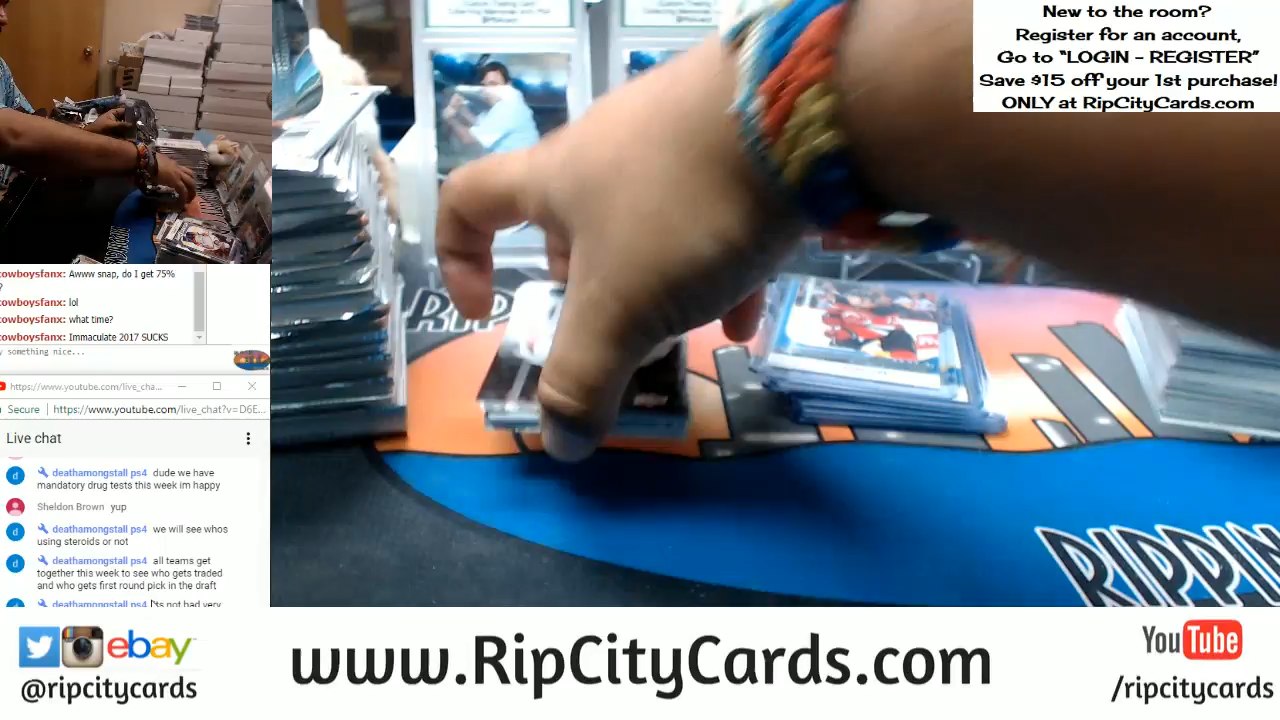 New to the room?
Register for an account,
Go to “LOGIN - REGISTER”
Save $15 off your 1st purchase!
ONLY at RipCityCards.com
cowboysfanx: Awww snap, do I get 75%
?
cowboysfanx: lol
cowboysfanx: what time?
cowboysfanx: Immaculate 2017 SUCKS
something nice...
https://www.youtube.com/live_cha...
Secure
https://www.youtube.com/live_chat?v=D6E...
Live chat
deathamongstall ps4 dude we have
mandatory drug tests this week im happy
Sheldon Brown yup
deathamongstall ps4 we will see whos
using steroids or not
deathamongstall ps4 all teams get
together this week to see who gets traded
and who gets first round pick in the draft
deathamongstall ps4
RIPPIN
ebay
@ripcitycards
www.RipCityCards.com
YouTube
/ripcitycards